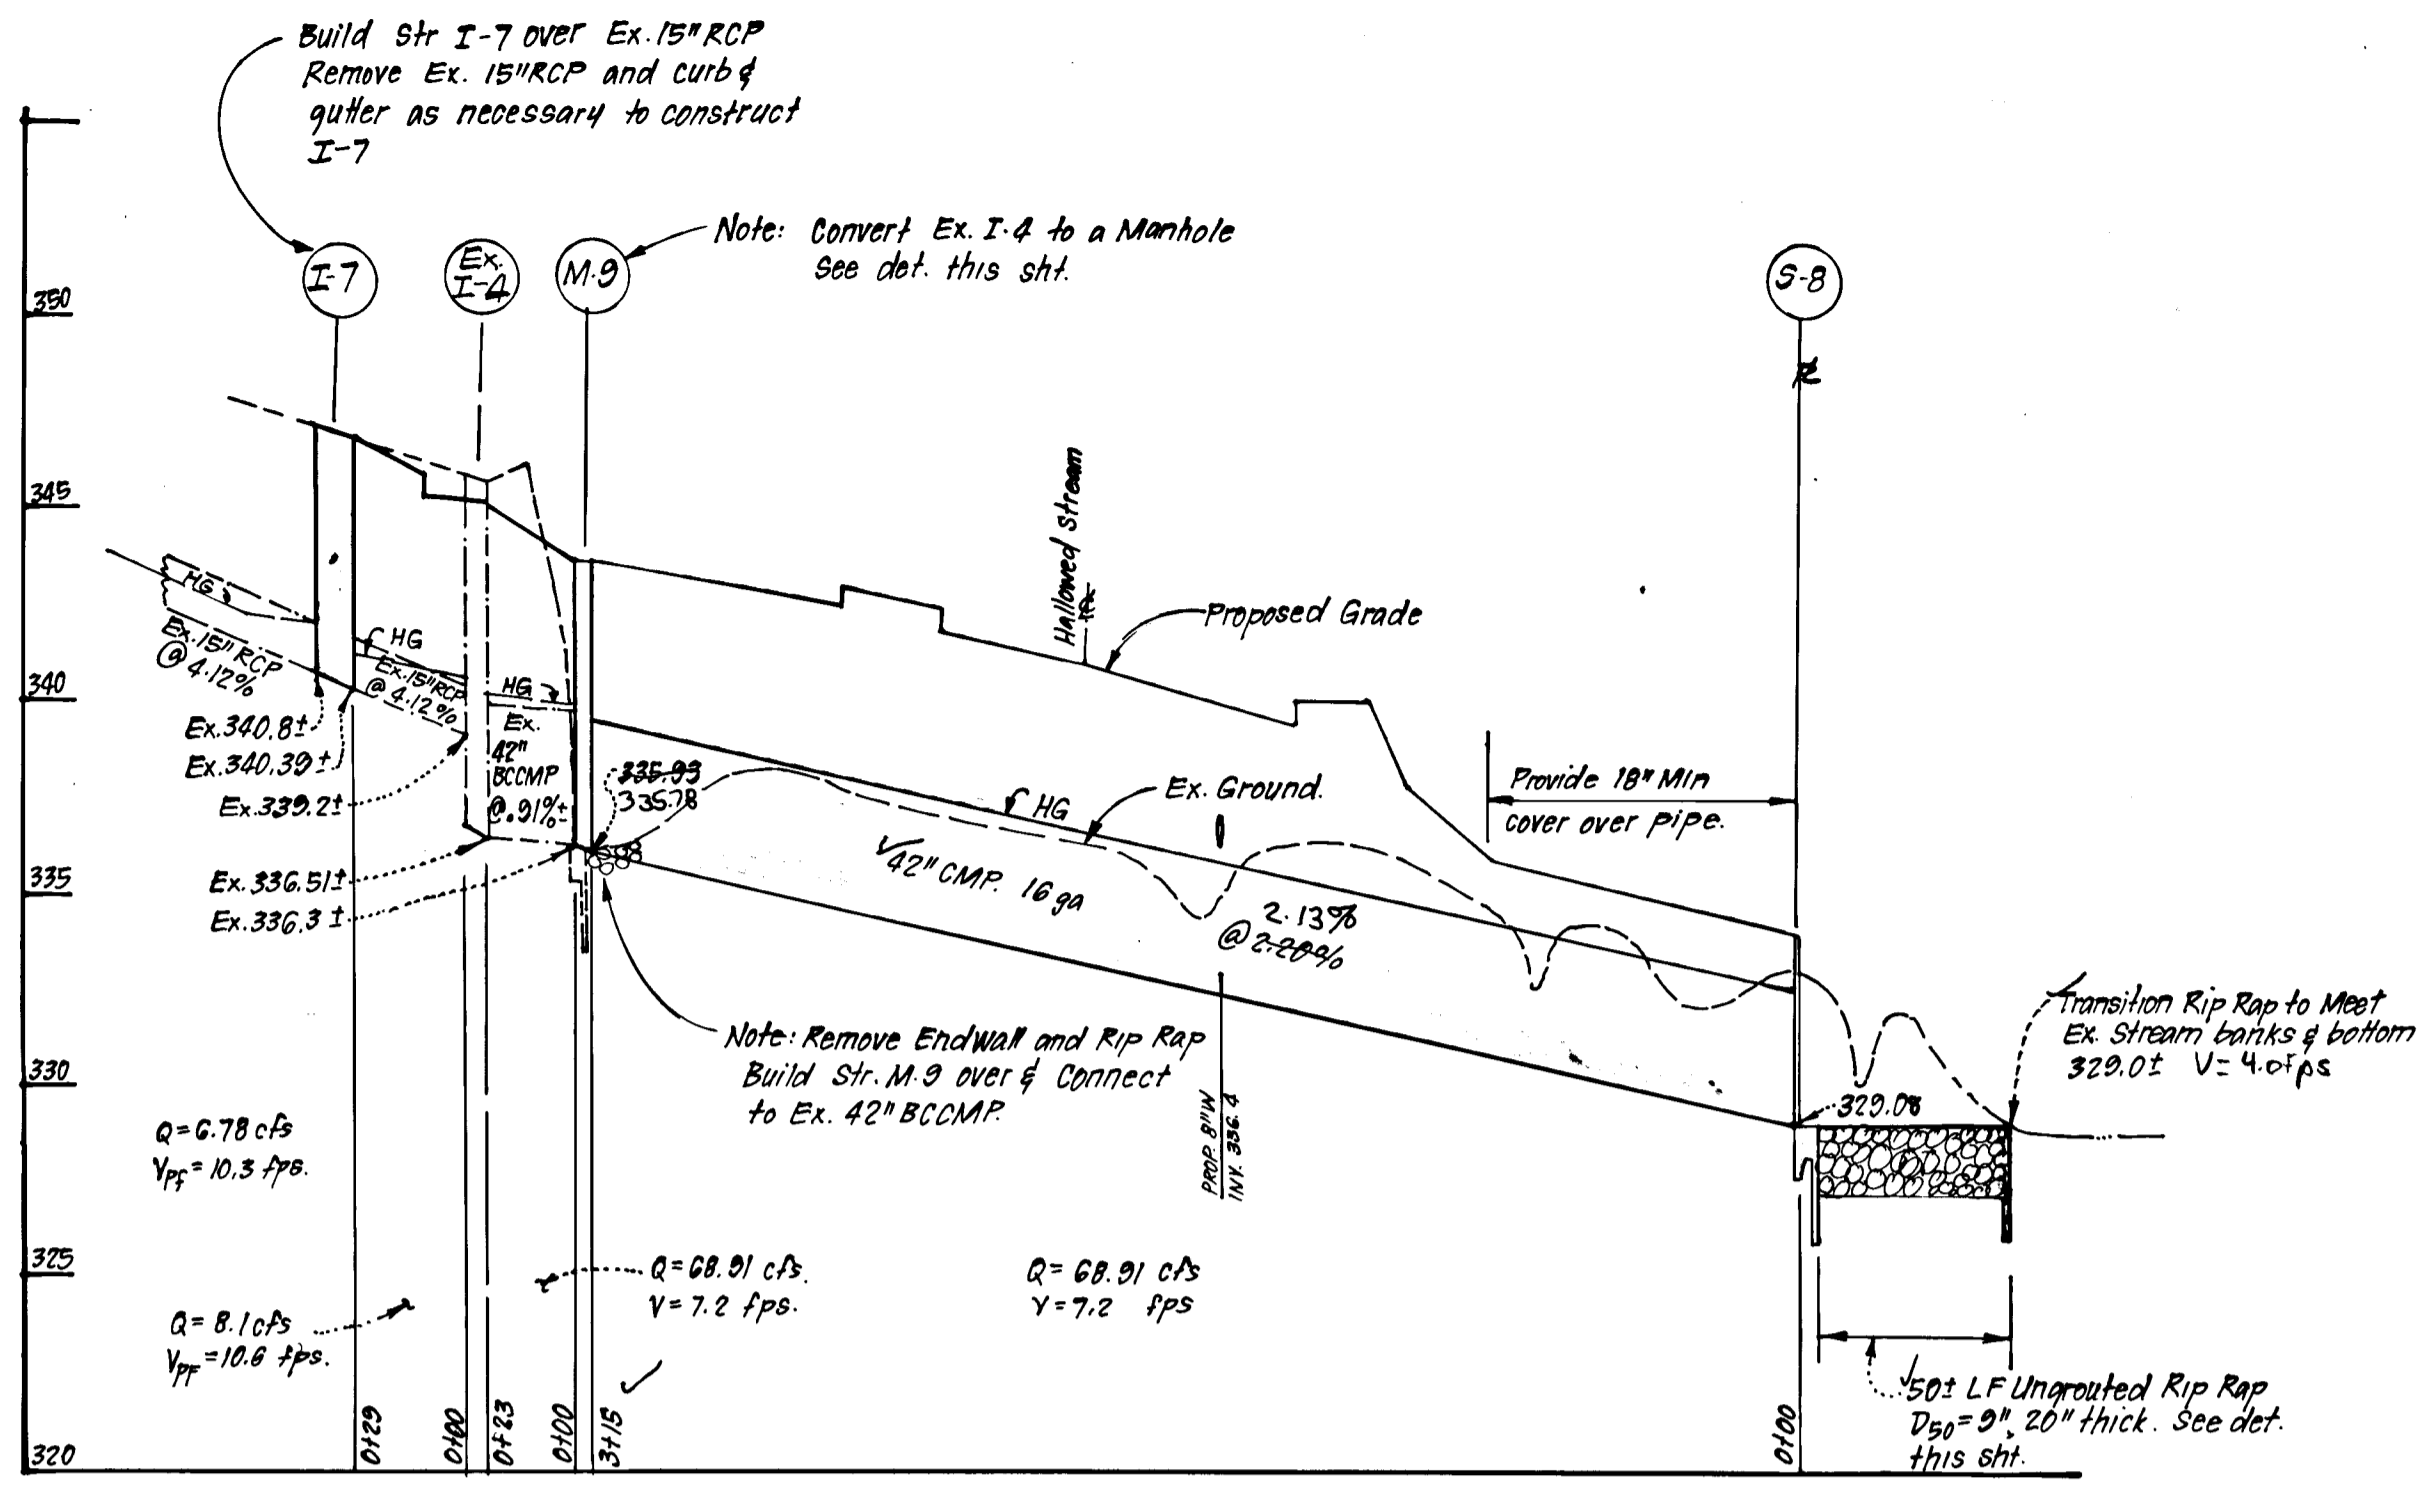 Build Str I-7 over Ex. 15" RCP
Remove Ex. 15" RCP and curb &
gutter as necessary to construct
I-7
Note: Convert Ex. I-4 to a Manhole
See det. this sht.
I-7
Ex.
I-4
M-9
S-8
350
345
340
335
330
325
320
HG
Ex. 15" RCP
@ 4.12%
HG
Ex. 15" RCP
@ 4.12%
HG
Ex.
42"
BCCMP
@ .91%±
Ex. 340.8±
Ex. 340.39±
Ex. 339.2±
Ex. 336.51±
Ex. 336.3±
335.93
335.78
Hallowed Stream
Proposed Grade
HG
Ex. Ground.
42" CMP. 16 ga
2.13%
@ 2.20%
Provide 18" Min
cover over pipe.
Note: Remove Endwall and Rip Rap
Build Str. M-9 over & Connect
to Ex. 42" BCCMP.
PROP. 8" W
INV. 336.4
Transition Rip Rap to Meet
Ex. Stream banks & bottom
329.0± V= 4.0fps
329.08
Q= 6.78 cfs
VPF = 10.3 fps.
Q= 8.1 cfs
VPF = 10.6 fps.
Q= 68.91 cfs.
V= 7.2 fps.
Q= 68.91 cfs
V= 7.2 fps
0+29
0+00
0+23
0+00
3+15
0+00
50± LF Ungrouted Rip Rap
D50 = 9", 20" thick. See det.
this sht.